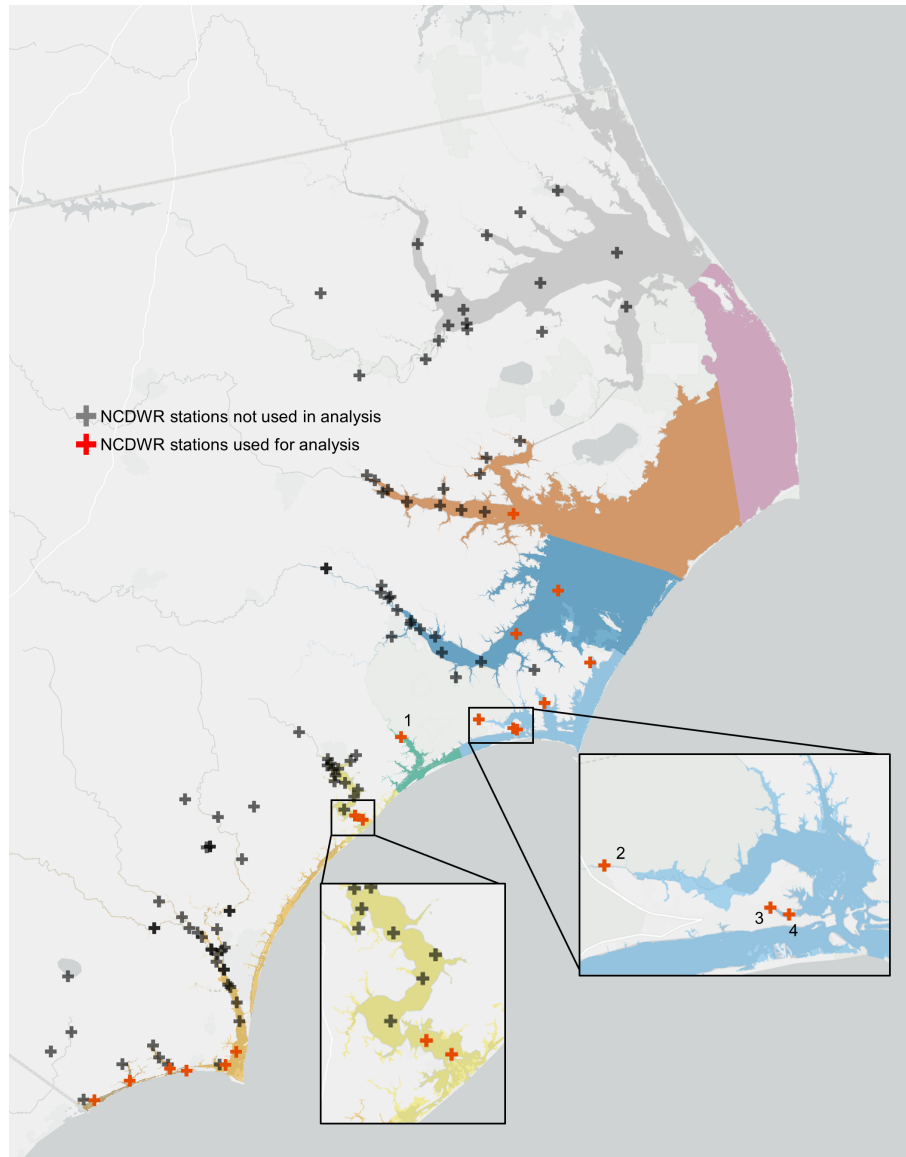 NCDWR stations not used in analysis
NCDWR stations used for analysis
1
2
3
4